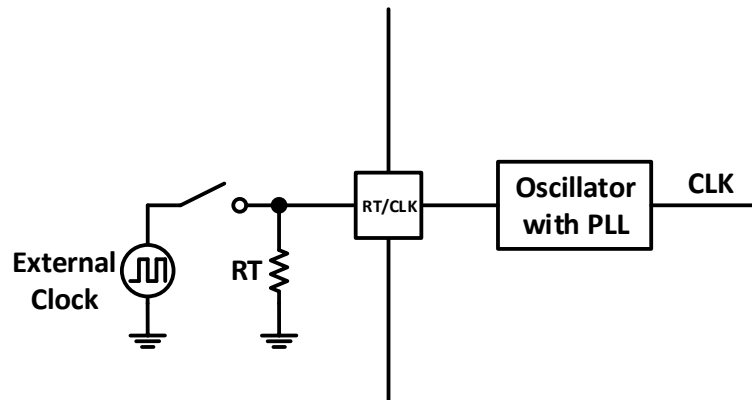 RT/CLK
Oscillator
with PLL
CLK
External
Clock
RT